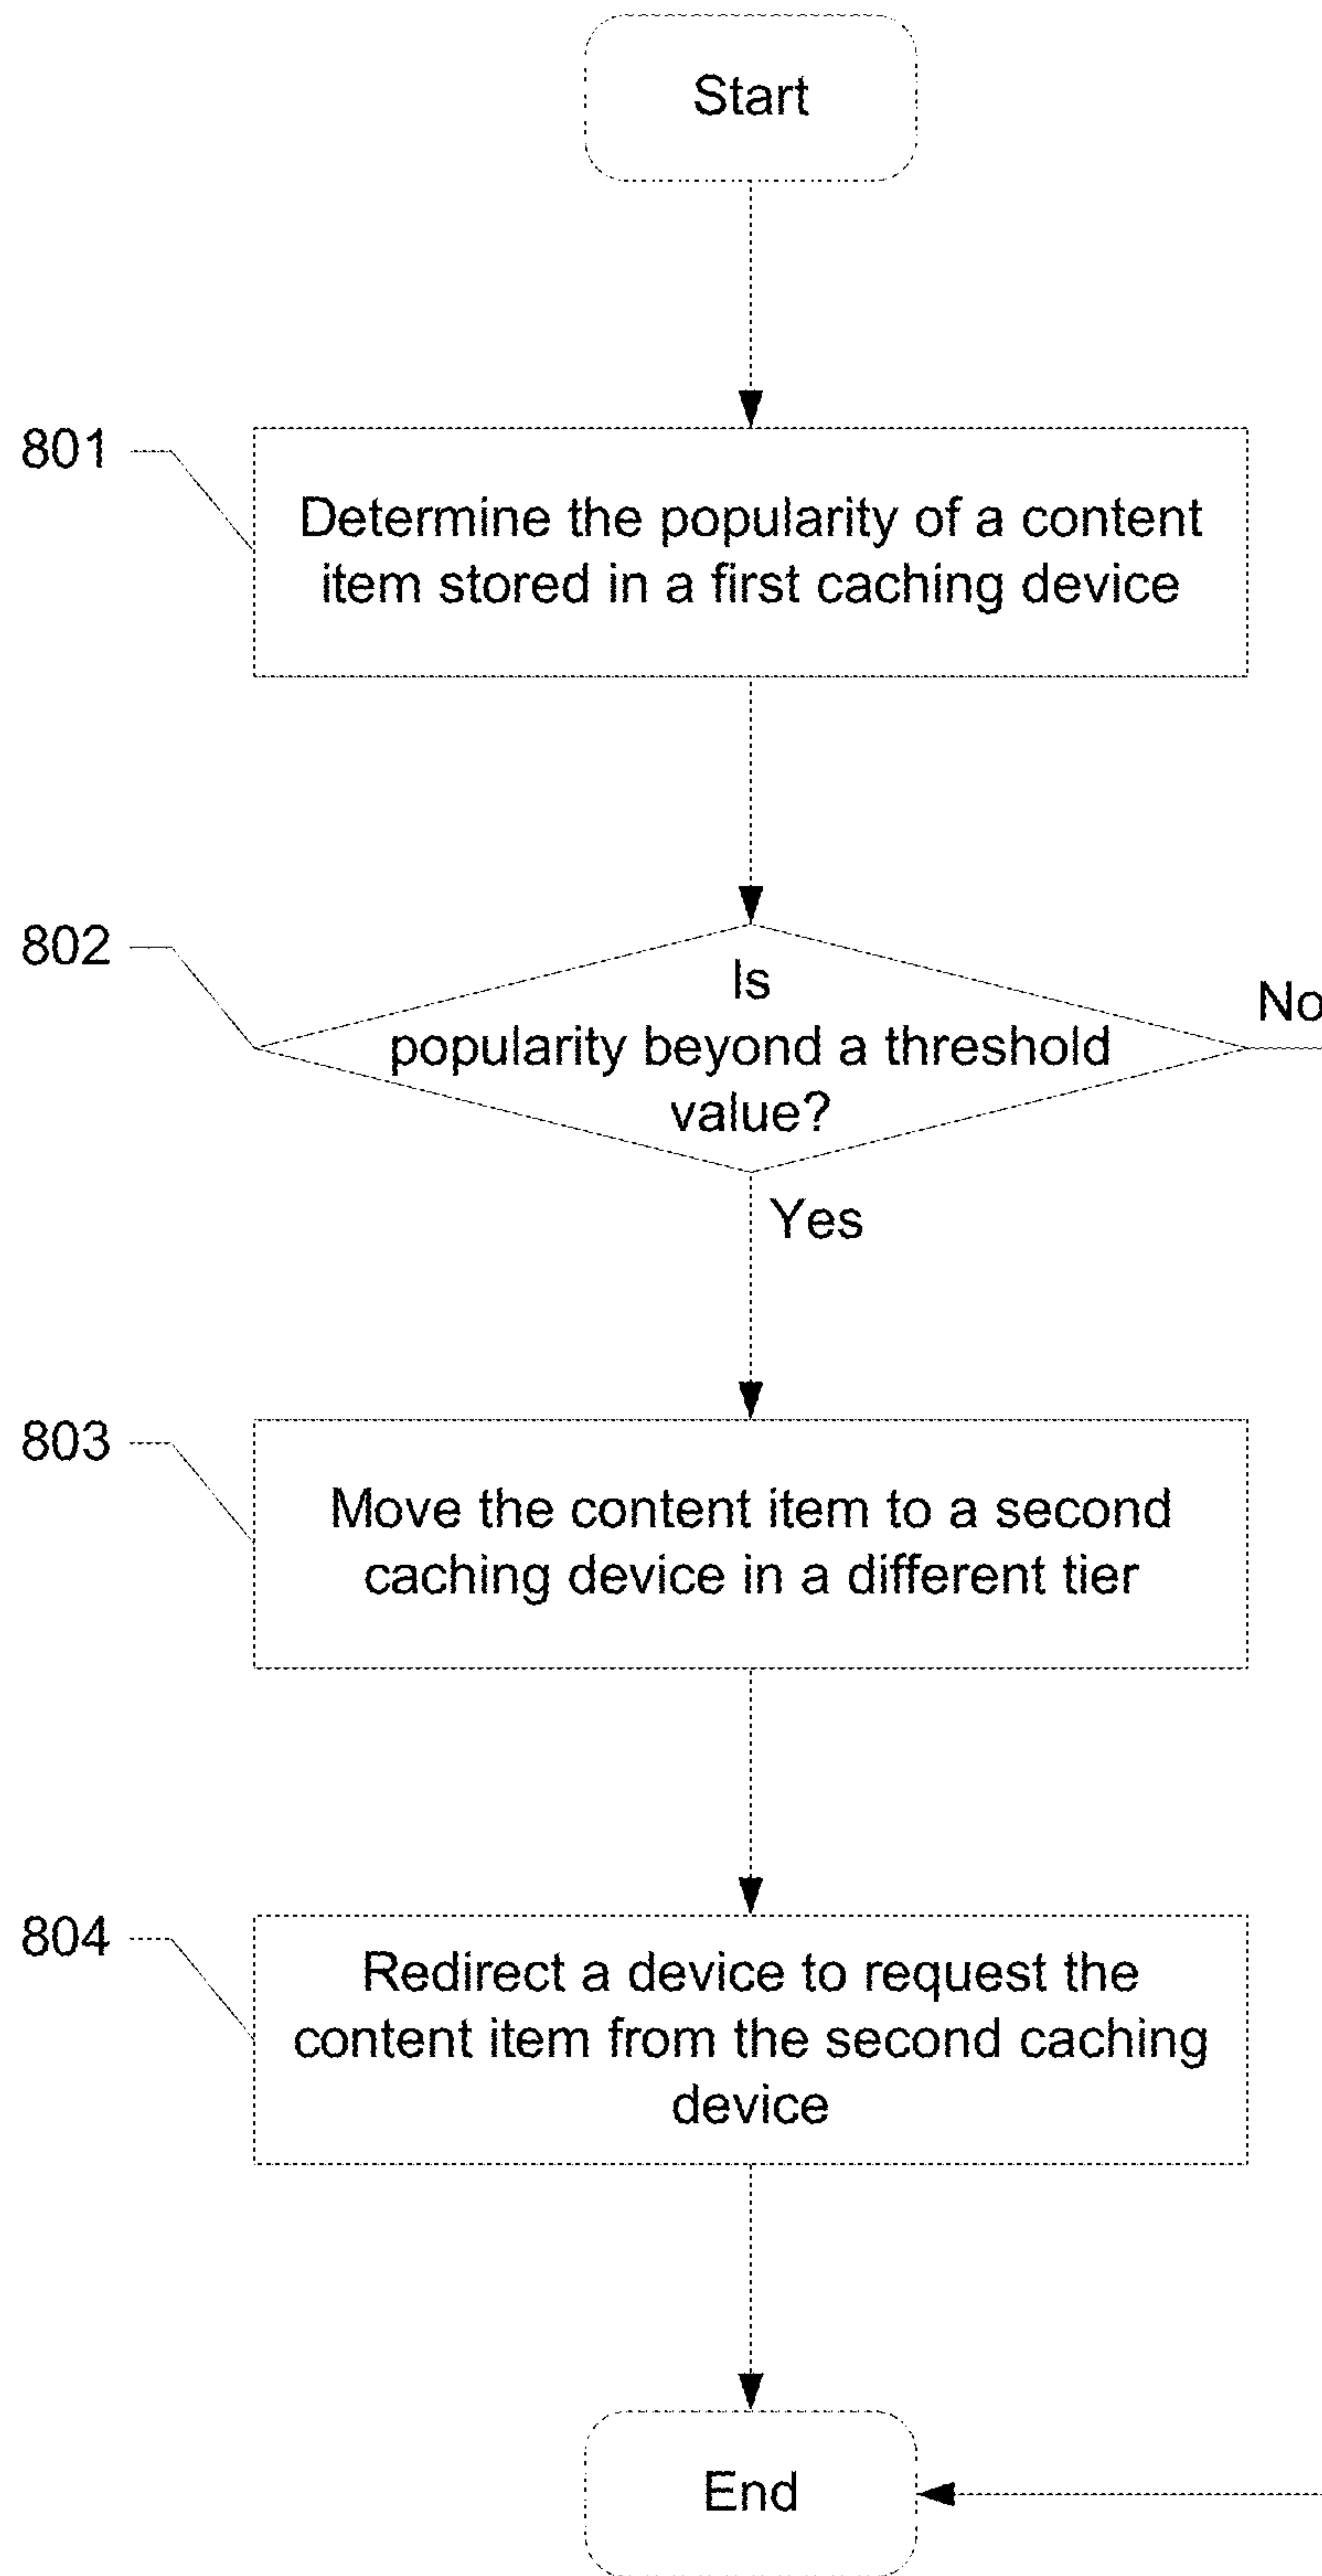 Start
801
Determine the popularity of a content
item stored in a first caching device
802
Is
popularity beyond a threshold
value?
No
Yes
803
Move the content item to a second
caching device in a different tier
804
Redirect a device to request the
content item from the second caching
device
End